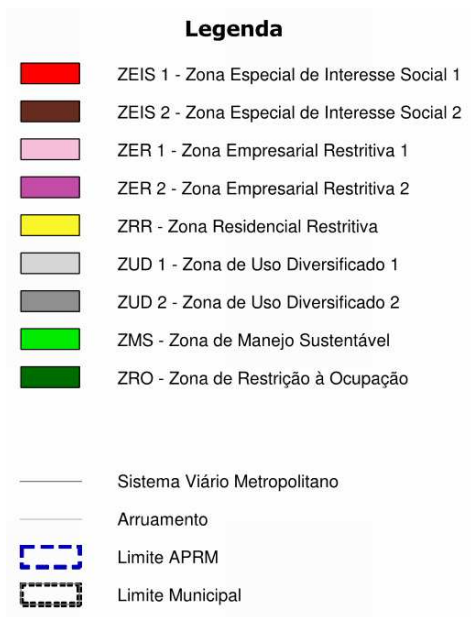 Legenda
ZEIS 1 - Zona Especial de Interesse Social 1
ZEIS 2 - Zona Especial de Interesse Social 2
ZER 1 - Zona Empresarial Restritiva 1
ZER 2 - Zona Empresarial Restritiva 2
ZRR - Zona Residencial Restritiva
ZUD 1 - Zona de Uso Diversificado 1
ZUD 2 - Zona de Uso Diversificado 2
ZMS - Zona de Manejo Sustentável
ZRO - Zona de Restrição à Ocupação
Sistema Viário Metropolitano
Arruamento
Limite APRM
Limite Municipal